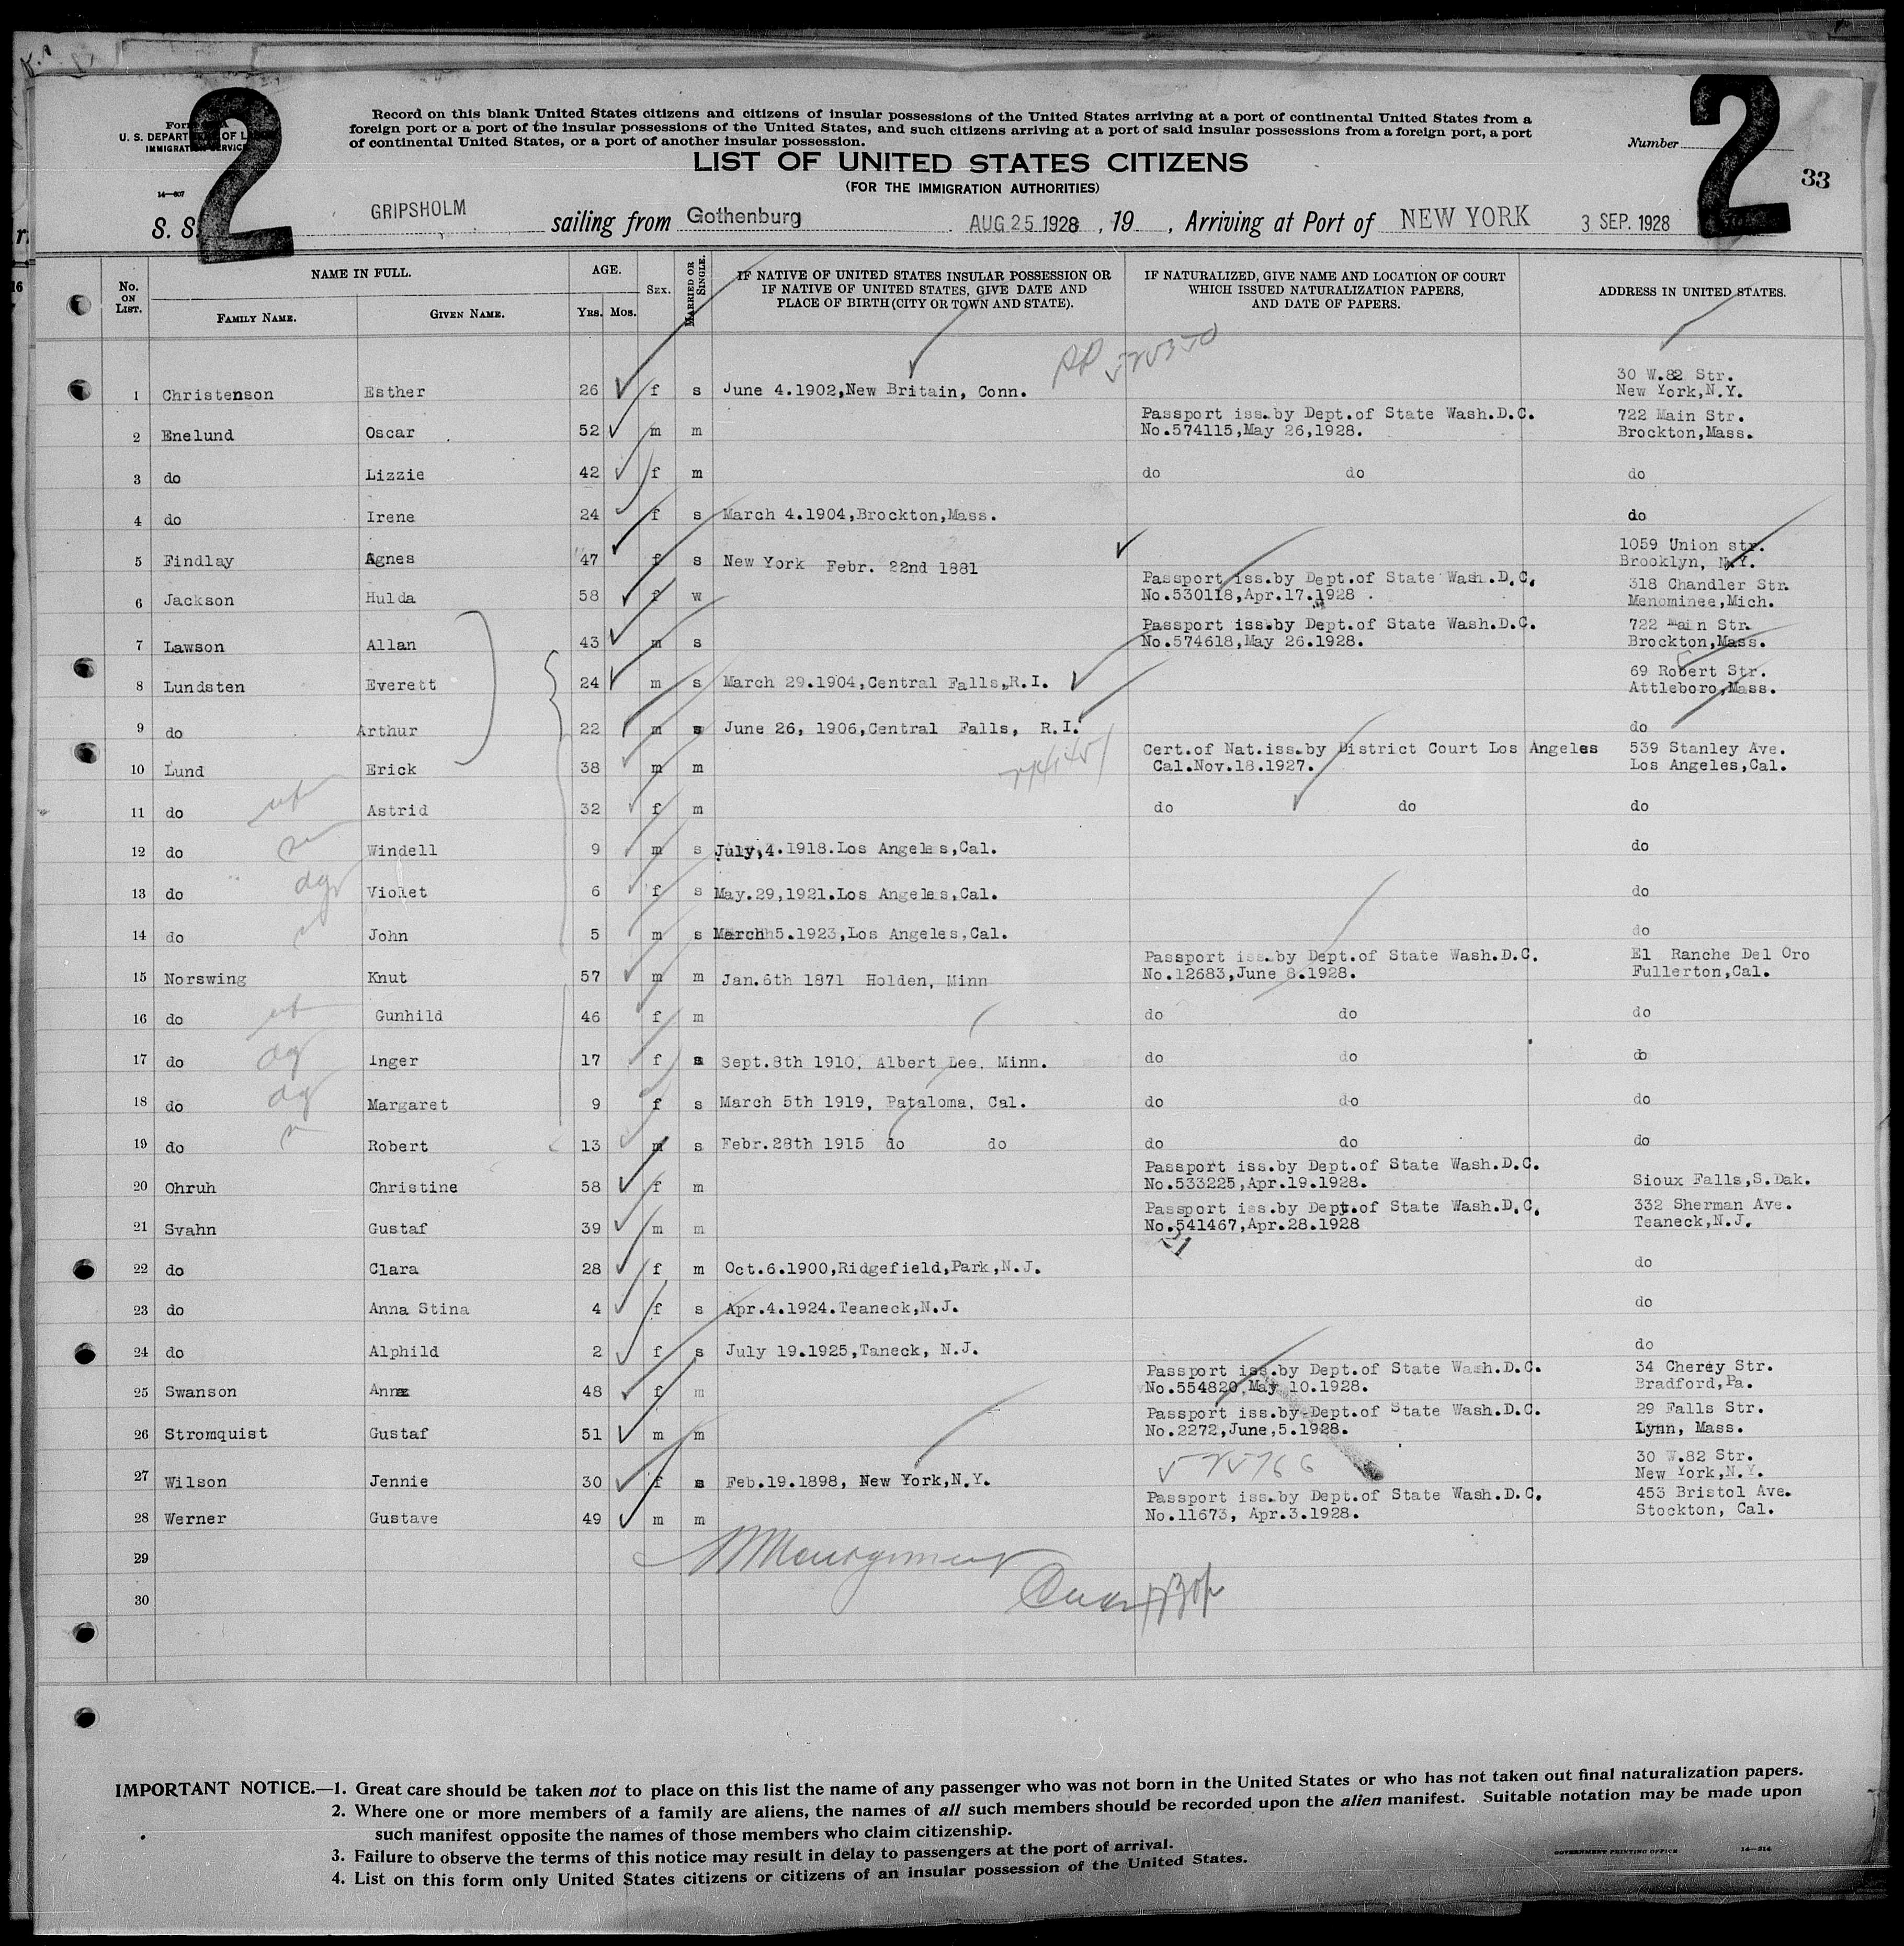 2
2
Record on this blank United States citizens and citizens of insular possessions of the United States arriving at a port of continental United States from a
foreign port or a port of the insular possessions of the United States, and such citizens arriving at a port of said insular possessions from a foreign port, a port
of continental United States, or a port of another insular possession.
U. S. DEPARTMENT OF LABOR
IMMIGRATION SERVICE
Number
33
LIST OF UNITED STATES CITIZENS
(FOR THE IMMIGRATION AUTHORITIES)
14—607
S. S. GRIPSHOLM sailing from Gothenburg AUG 25 1928, 19 , Arriving at Port of NEW YORK 3 SEP. 1928
No. ON LIST. NAME IN FULL. FAMILY NAME. GIVEN NAME. AGE. YRS. MOS. SEX. MARRIED OR SINGLE. IF NATIVE OF UNITED STATES INSULAR POSSESSION OR IF NATIVE OF UNITED STATES, GIVE DATE AND PLACE OF BIRTH (CITY OR TOWN AND STATE). IF NATURALIZED, GIVE NAME AND LOCATION OF COURT WHICH ISSUED NATURALIZATION PAPERS, AND DATE OF PAPERS. ADDRESS IN UNITED STATES.
1 Christenson Esther 26 f s June 4.1902,New Britain, Conn. 30 W.82 Str. New York,N.Y.
2 Enelund Oscar 52 m m Passport iss.by Dept.of State Wash.D.C. No.574115,May 26,1928. 722 Main Str. Brockton,Mass.
3 do Lizzie 42 f m do do do
4 do Irene 24 f s March 4.1904,Brockton,Mass. do
5 Findlay Agnes 47 f s New York Febr. 22nd 1881 1059 Union str. Brooklyn, N.Y.
6 Jackson Hulda 58 f w Passport iss.by Dept.of State Wash.D.C. No.530118,Apr.17.1928 . 318 Chandler Str. Menominee,Mich.
7 Lawson Allan 43 m s Passport iss.by Dept.of State Wash.D.C. No.574618,May 26.1928. 722 Main Str. Brockton,Mass.
8 Lundsten Everett 24 m s March 29.1904,Central Falls,R.I. 69 Robert Str. Attleboro,Mass.
9 do Arthur 22 m s June 26, 1906,Central Falls, R.I. do
10 Lund Erick 38 m m Cert.of Nat.iss.by District Court Los Angeles Cal.Nov.18.1927. 539 Stanley Ave. Los Angeles,Cal.
11 do Astrid 32 f m do do do
12 do Windell 9 m s July,4.1918.Los Angeles,Cal. do
13 do Violet 6 f s May.29,1921.Los Angeles,Cal. do
14 do John 5 m s March 5.1923,Los Angeles,Cal. do
15 Norswing Knut 57 m m Jan.6th 1871 Holden, Minn Passport iss.by Dept.of State Wash.D.C. No.12683,June 8.1928. El Ranche Del Oro Fullerton,Cal.
16 do Gunhild 46 f m do do do
17 do Inger 17 f s Sept.8th 1910, Albert Lee, Minn. do do do
18 do Margaret 9 f s March 5th 1919, Pataloma, Cal. do do do
19 do Robert 13 m s Febr.28th 1915 do do do do do
20 Ohruh Christine 58 f m Passport iss.by Dept.of State Wash.D.C. No.533225,Apr.19.1928. Sioux Falls,S.Dak.
21 Svahn Gustaf 39 m m Passport iss.by Dept.of State Wash.D.C. No.541467,Apr.28.1928 332 Sherman Ave. Teaneck,N.J.
21
22 do Clara 28 f m Oct.6.1900,Ridgefield,Park,N.J. do
23 do Anna Stina 4 f s Apr.4.1924.Teaneck,N.J. do
24 do Alphild 2 f s July 19.1925,Taneck, N.J. do
25 Swanson Anna 48 f m Passport iss.by Dept.of State Wash.D.C. No.554820,May 10.1928. 34 Cherey Str. Bradford,Pa.
26 Stromquist Gustaf 51 m m Passport iss.by Dept.of State Wash.D.C. No.2272,June,5.1928. 29 Falls Str. Lynn, Mass.
27 Wilson Jennie 30 f s Feb.19.1898, New York,N.Y. 30 W.82 Str. New York,N.Y.
28 Werner Gustave 49 m m Passport iss.by Dept.of State Wash.D.C. No.11673, Apr.3.1928. 453 Bristol Ave. Stockton, Cal.
29
30
IMPORTANT NOTICE.—1. Great care should be taken not to place on this list the name of any passenger who was not born in the United States or who has not taken out final naturalization papers.
2. Where one or more members of a family are aliens, the names of all such members should be recorded upon the alien manifest. Suitable notation may be made upon
such manifest opposite the names of those members who claim citizenship.
3. Failure to observe the terms of this notice may result in delay to passengers at the port of arrival.
4. List on this form only United States citizens or citizens of an insular possession of the United States.
GOVERNMENT PRINTING OFFICE 14—314